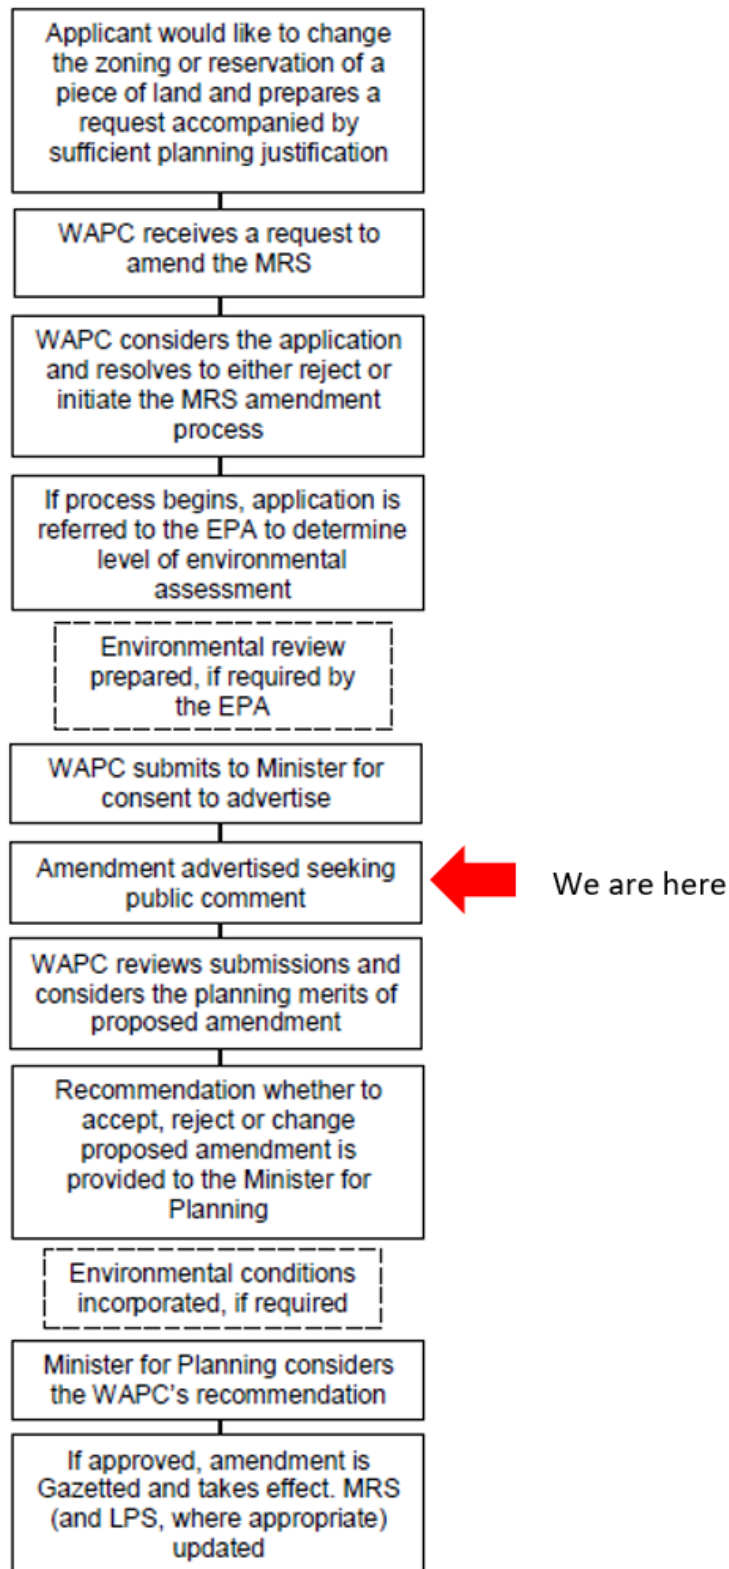 Applicant would like to change
the zoning or reservation of a
piece of land and prepares a
request accompanied by
sufficient planning justification
WAPC receives a request to
amend the MRS
WAPC considers the application
and resolves to either reject or
initiate the MRS amendment
process
If process begins, application is
referred to the EPA to determine
level of environmental
assessment
Environmental review
prepared, if required by
the EPA
WAPC submits to Minister for
consent to advertise
Amendment advertised seeking
public comment
We are here
WAPC reviews submissions and
considers the planning merits of
proposed amendment
Recommendation whether to
accept, reject or change
proposed amendment is
provided to the Minister for
Planning
Environmental conditions
incorporated, if required
Minister for Planning considers
the WAPC's recommendation
If approved, amendment is
Gazetted and takes effect. MRS
(and LPS, where appropriate)
updated